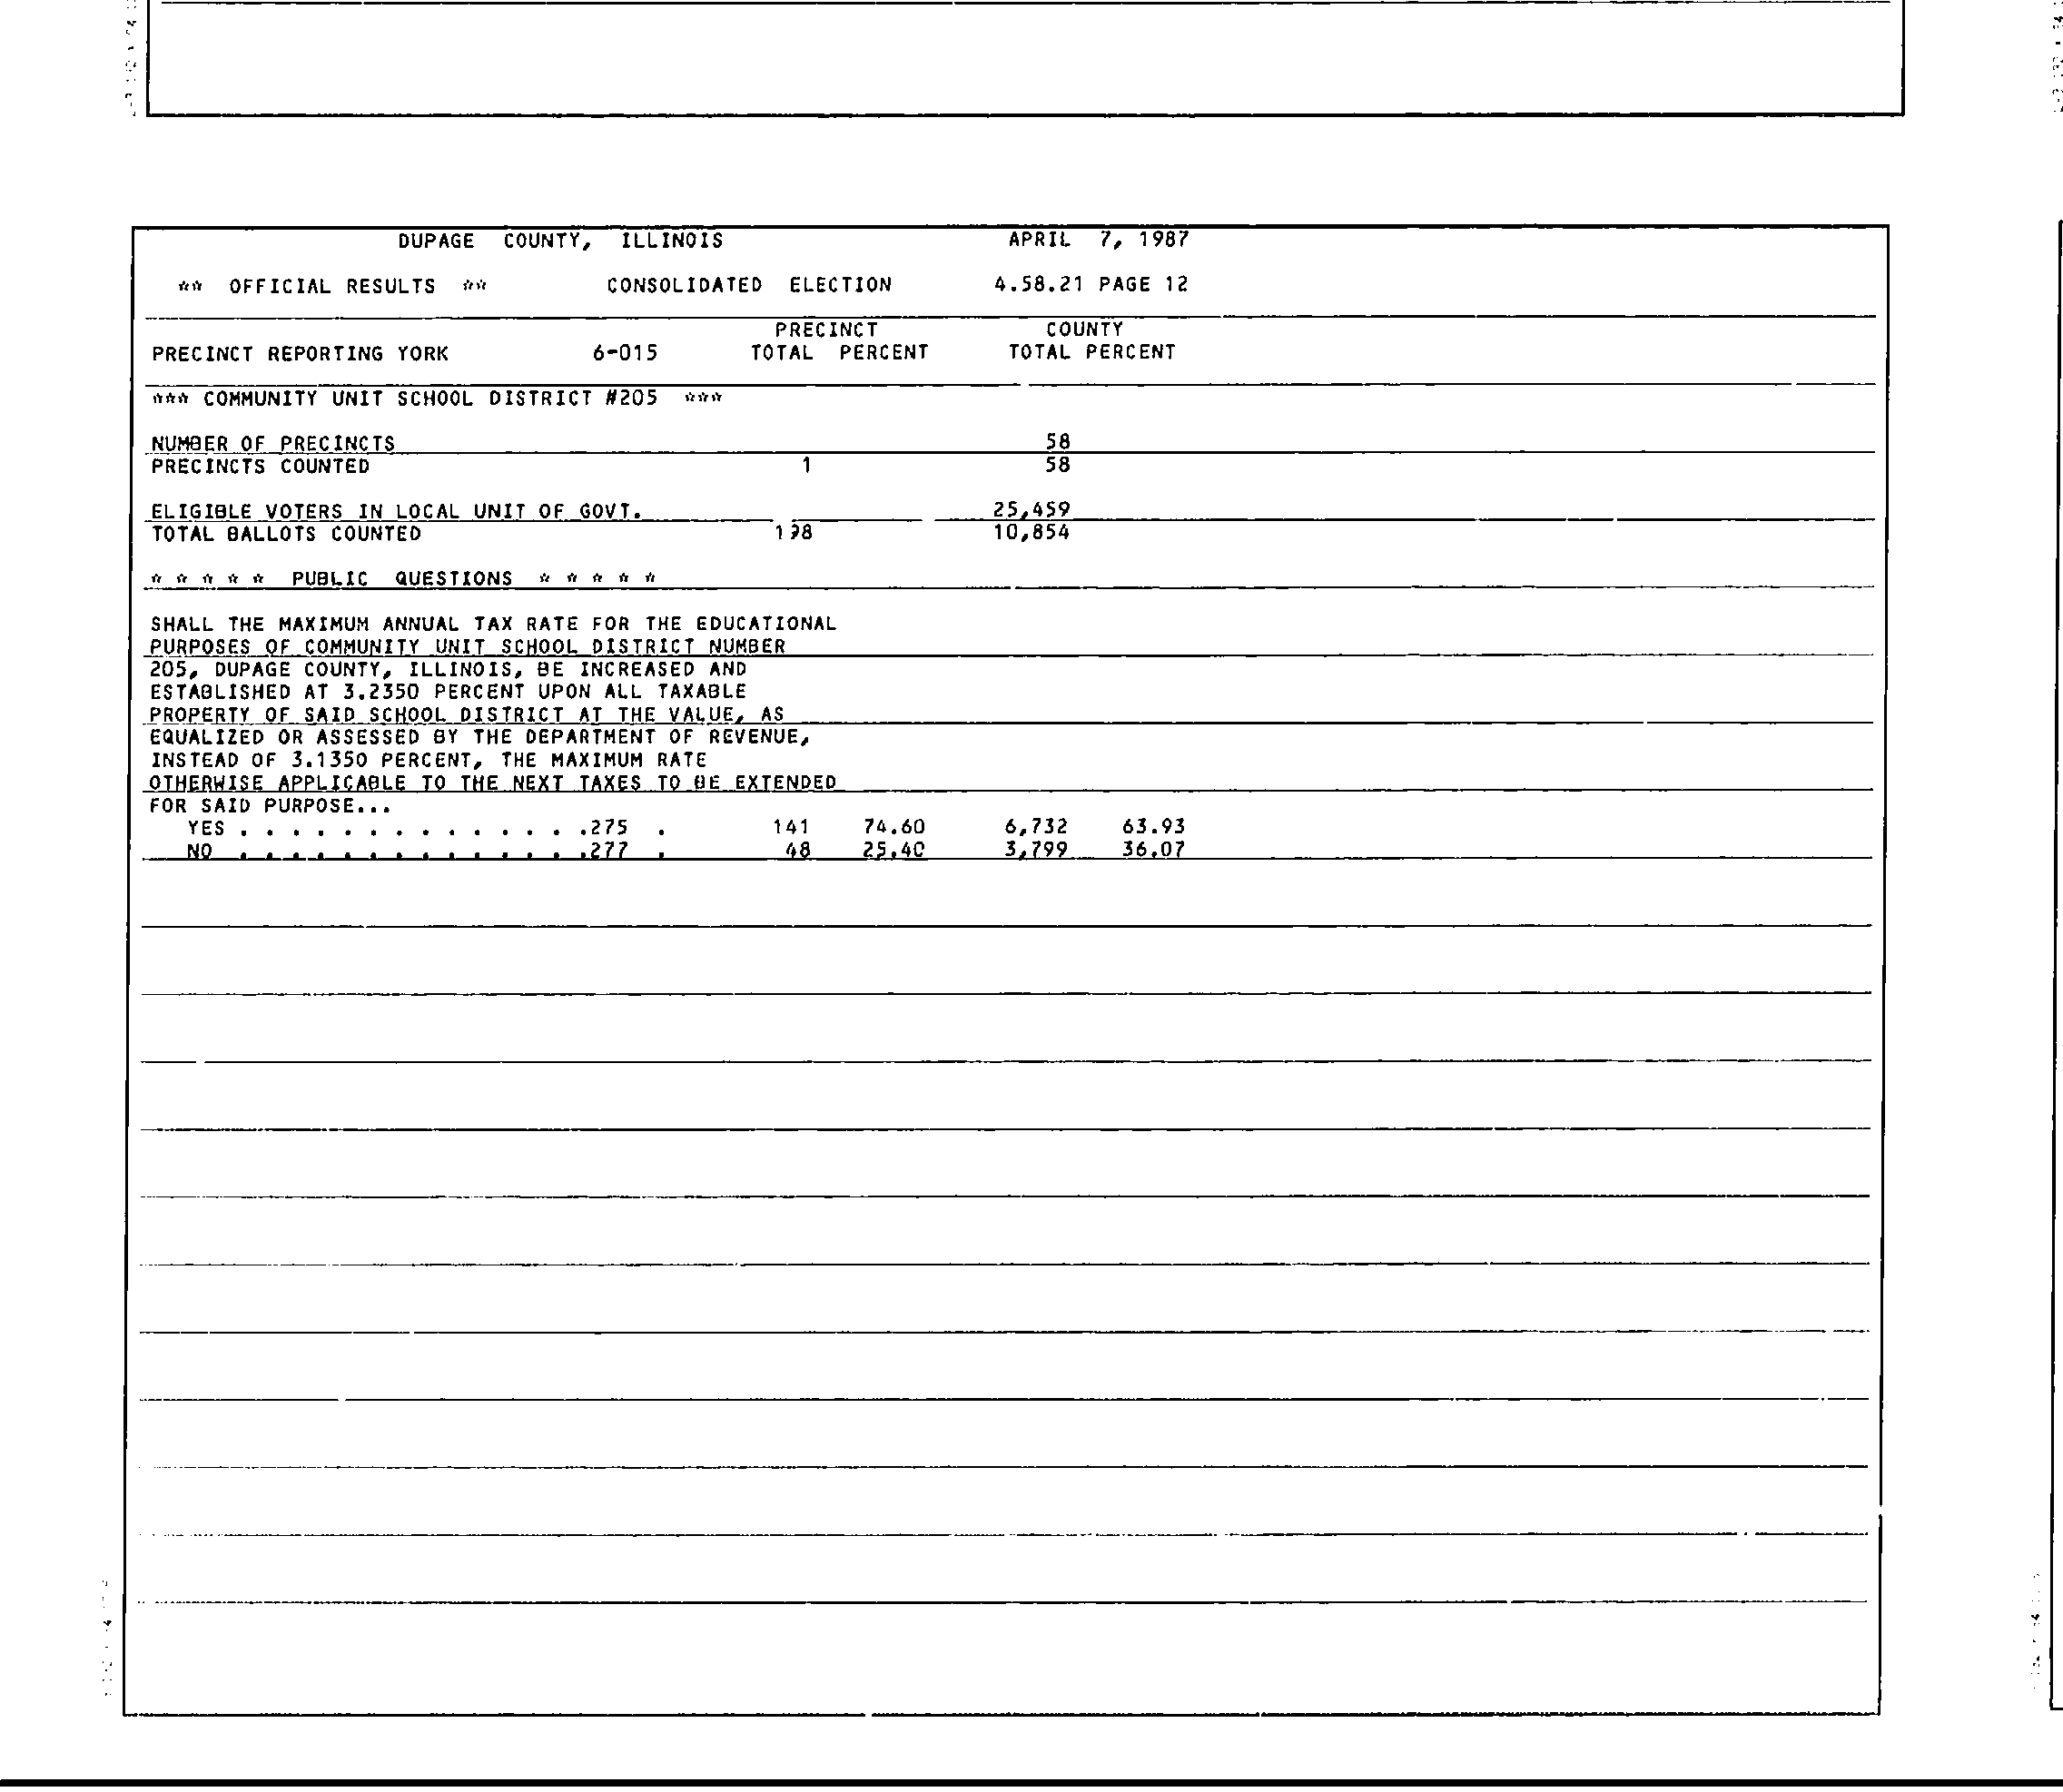 DUPAGE COUNTY, ILLINOIS APRIL 7, 1987
** OFFICIAL RESULTS ** CONSOLIDATED ELECTION 4.58.21 PAGE 12
PRECINCT COUNTY
PRECINCT REPORTING YORK 6-015 TOTAL PERCENT TOTAL PERCENT
*** COMMUNITY UNIT SCHOOL DISTRICT #205 ***
NUMBER OF PRECINCTS 58
PRECINCTS COUNTED 1 58
ELIGIBLE VOTERS IN LOCAL UNIT OF GOVT. 25,459
TOTAL BALLOTS COUNTED 10,854
* * * * * PUBLIC QUESTIONS * * * * *
SHALL THE MAXIMUM ANNUAL TAX RATE FOR THE EDUCATIONAL
PURPOSES OF COMMUNITY UNIT SCHOOL DISTRICT NUMBER
205, DUPAGE COUNTY, ILLINOIS, BE INCREASED AND
ESTABLISHED AT 3.2350 PERCENT UPON ALL TAXABLE
PROPERTY OF SAID SCHOOL DISTRICT AT THE VALUE, AS
EQUALIZED OR ASSESSED BY THE DEPARTMENT OF REVENUE,
INSTEAD OF 3.1350 PERCENT, THE MAXIMUM RATE
OTHERWISE APPLICABLE TO THE NEXT TAXES TO BE EXTENDED
FOR SAID PURPOSE...
YES . . . . . . . . . . . . . .275 . 141 74.60 6,732 63.93
NO . . . . . . . . . . . . . .277 . 48 25.40 3,799 36.07